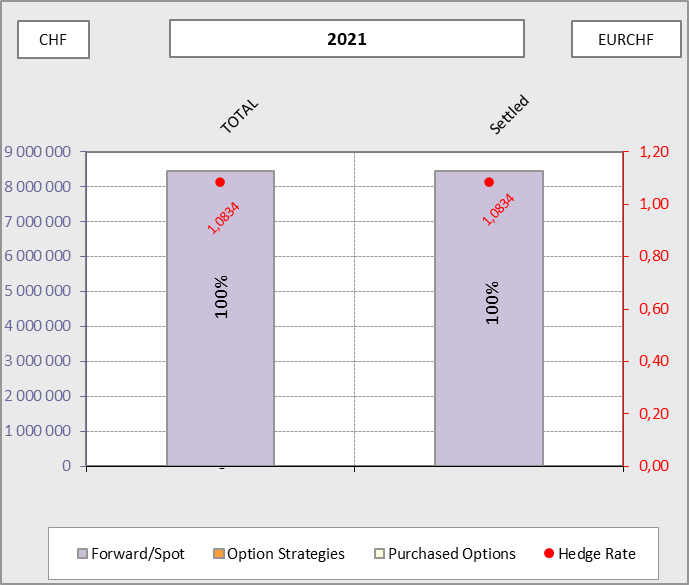 CHF
2021
EURCHF
TOTAL
Settled
9 000 000
8 000 000
7 000 000
6 000 000
5 000 000
4 000 000
3 000 000
2 000 000
1 000 000
0
1,0834
100%
1,0834
100%
1,20
1,00
0,80
0,60
0,40
0,20
0,00
Forward/Spot
Option Strategies
Purchased Options
Hedge Rate